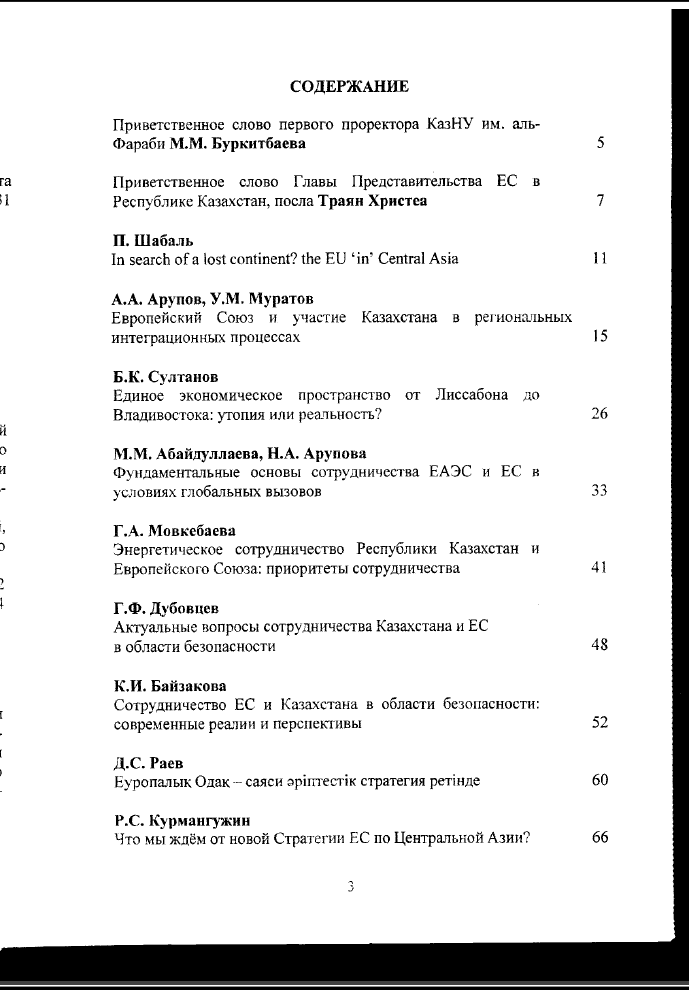 СОДЕРЖАНИЕ
Приветственное слово первого проректора КазНУ им. аль-
Фараби М.М. Буркитбаева 5
Приветственное слово Главы Представительства ЕС в
Республике Казахстан, посла Траян Христеа 7
П. Шабаль
In search of a lost continent? the EU ‘in’ Central Asia 11
А.А. Арупов, У.М. Муратов
Европейский Союз и участие Казахстана в региональных
интеграционных процессах 15
Б.К. Султанов
Единое экономическое пространство от Лиссабона до
Владивостока: утопия или реальность? 26
М.М. Абайдуллаева, Н.А. Арупова
Фундаментальные основы сотрудничества ЕАЭС и ЕС в
условиях глобальных вызовов 33
Г.А. Мовкебаева
Энергетическое сотрудничество Республики Казахстан и
Европейского Союза: приоритеты сотрудничества 41
Г.Ф. Дубовцев
Актуальные вопросы сотрудничества Казахстана и ЕС
в области безопасности 48
К.И. Байзакова
Сотрудничество ЕС и Казахстана в области безопасности:
современные реалии и перспективы 52
Д.С. Раев
Еуропалық Одақ – саяси әріптестік стратегия ретінде 60
Р.С. Курмангужин
Что мы ждём от новой Стратегии ЕС по Центральной Азии? 66
3